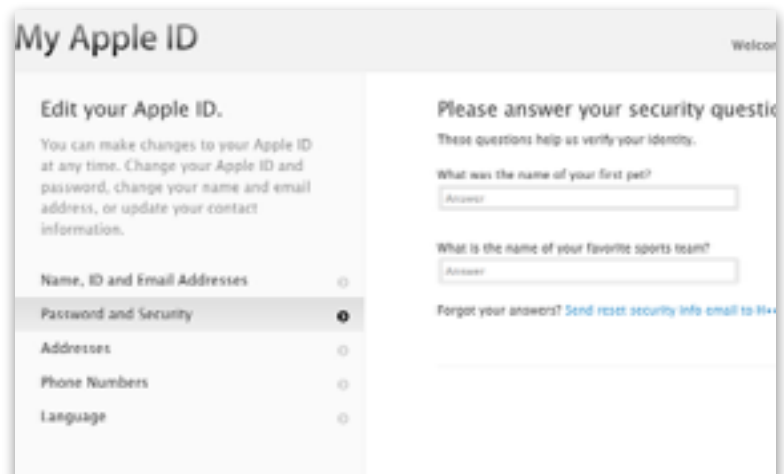 My Apple ID
Welcom
Edit your Apple ID.
You can make changes to your Apple ID
at any time. Change your Apple ID and
password, change your name and email
address, or update your contact
information.
Name, ID and Email Addresses
Password and Security
Addresses
Phone Numbers
Language
Please answer your security questio
These questions help us verify your identity.
What was the name of your first pet?
Answer
What is the name of your favorite sports team?
Answer
Forgot your answers? Send reset security info email to H••